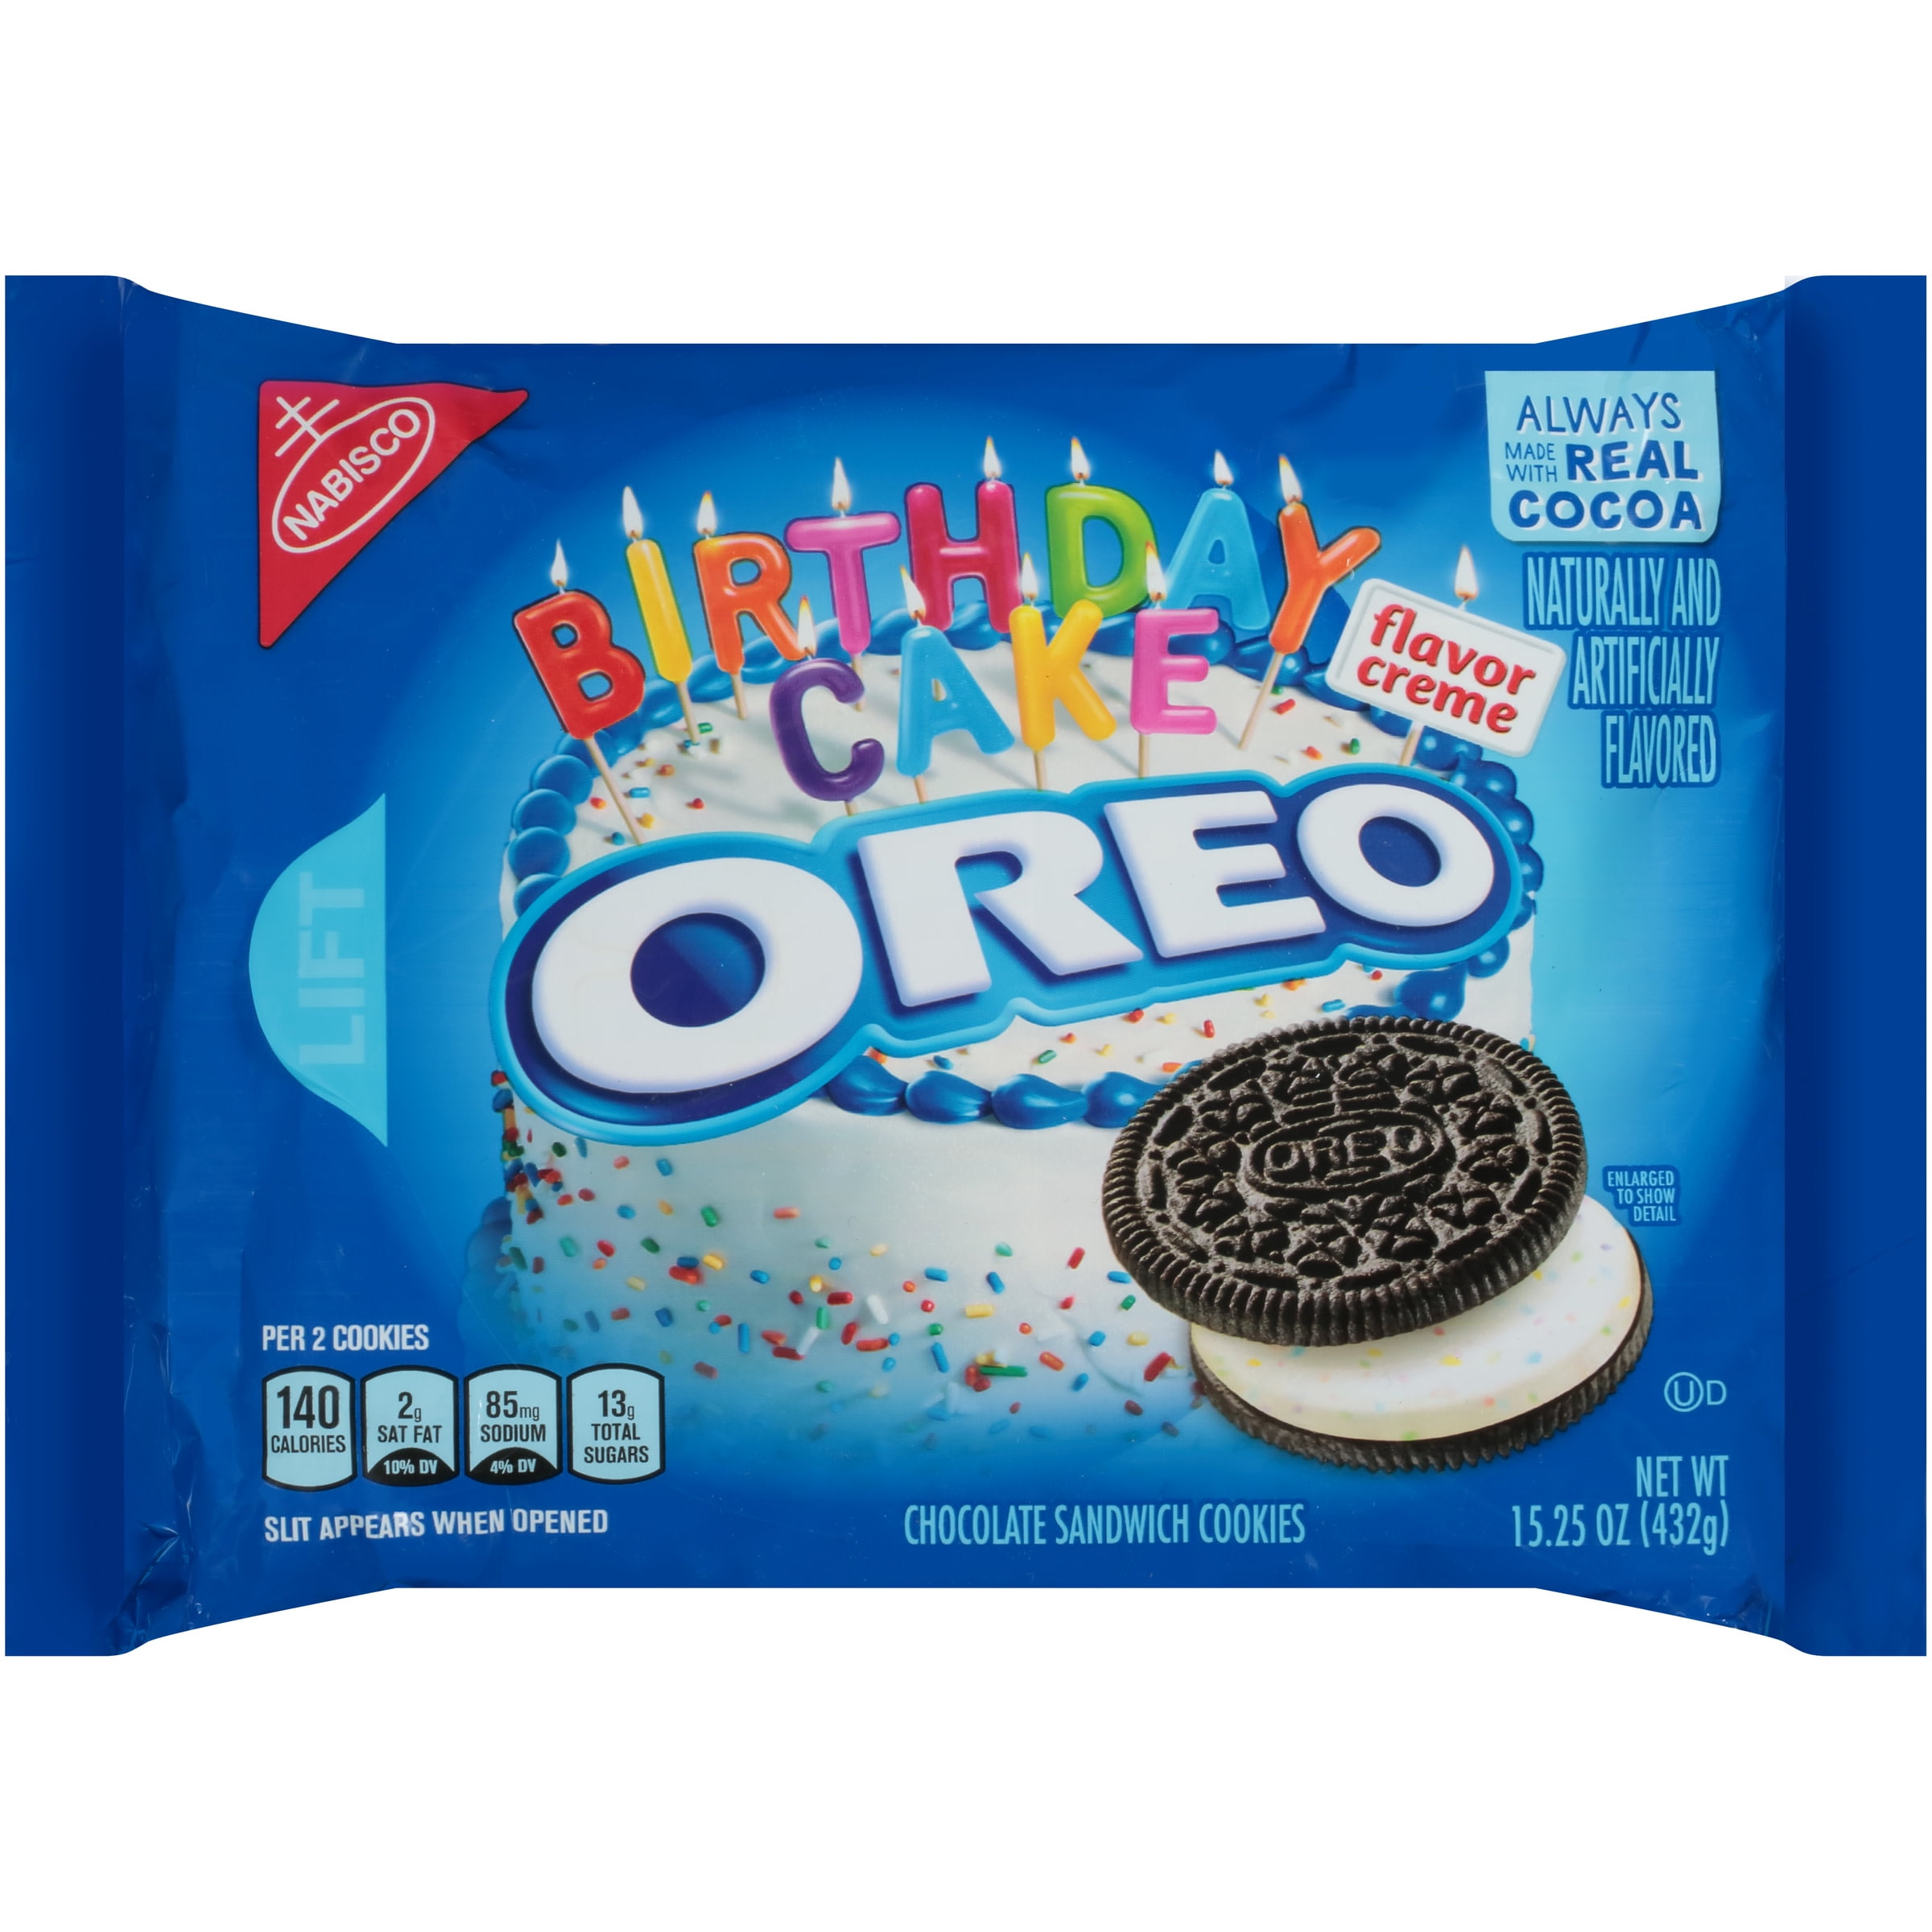 NABISCO
ALWAYS
MADE WITH REAL
COCOA
NATURALLY AND
ARTIFICIALLY
FLAVORED
BIRTHDAY
CAKE
flavor
creme
OREO
LIFT
OREO
ENLARGED
TO SHOW
DETAIL
PER 2 COOKIES
140
CALORIES
2g
SAT FAT
10% DV
85mg
SODIUM
4% DV
13g
TOTAL
SUGARS
SLIT APPEARS WHEN OPENED
CHOCOLATE SANDWICH COOKIES
U D
NET WT
15.25 OZ (432g)